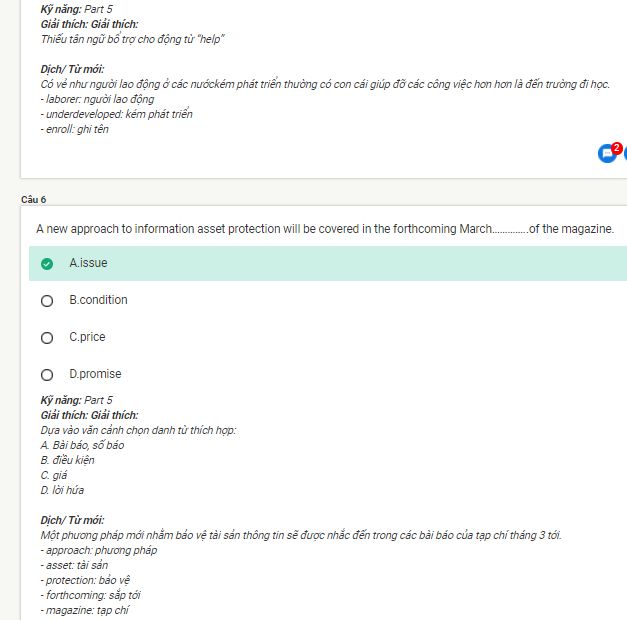 Kỹ năng: Part 5
Giải thích: Giải thích:
Thiếu tân ngữ bổ trợ cho động từ "help"
Dịch/ Từ mới:
Có vẻ như người lao động ở các nướckém phát triển thường có con cái giúp đỡ các công việc hơn hơn là đến trường đi học.
- laborer: người lao động
- underdeveloped: kém phát triển
- enroll: ghi tên
2
Câu 6
A new approach to information asset protection will be covered in the forthcoming March..............of the magazine.
A.issue
B.condition
C.price
D.promise
Kỹ năng: Part 5
Giải thích: Giải thích:
Dựa vào văn cảnh chọn danh từ thích hợp:
A. Bài báo, số báo
B. điều kiện
C. giá
D. lời hứa
Dịch/ Từ mới:
Một phương pháp mới nhằm bảo vệ tài sản thông tin sẽ được nhắc đến trong các bài báo của tạp chí tháng 3 tới.
- approach: phương pháp
- asset: tài sản
- protection: bảo vệ
- forthcoming: sắp tới
- magazine: tạp chí